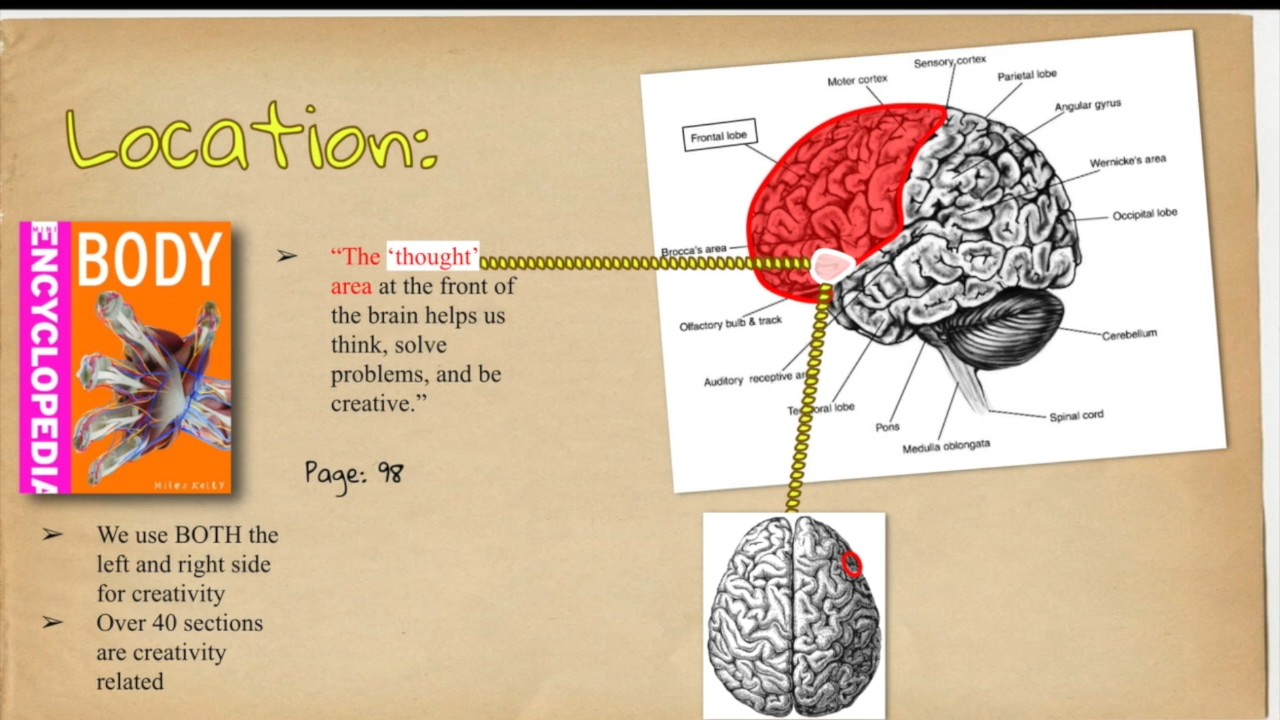 Location:
MINI
ENCYCLOPEDIA
BODY
Miles Kelly
➢ “The ‘thought’
area at the front of
the brain helps us
think, solve
problems, and be
creative.”
Page: 98
➢ We use BOTH the
left and right side
for creativity
➢ Over 40 sections
are creativity
related
Sensory cortex
Moter cortex
Parietal lobe
Frontal lobe
Angular gyrus
Wernicke's area
Occipital lobe
Brocca's area
Olfactory bulb & track
Cerebellum
Auditory receptive ar
Temporal lobe
Spinal cord
Pons
Medulla oblongata